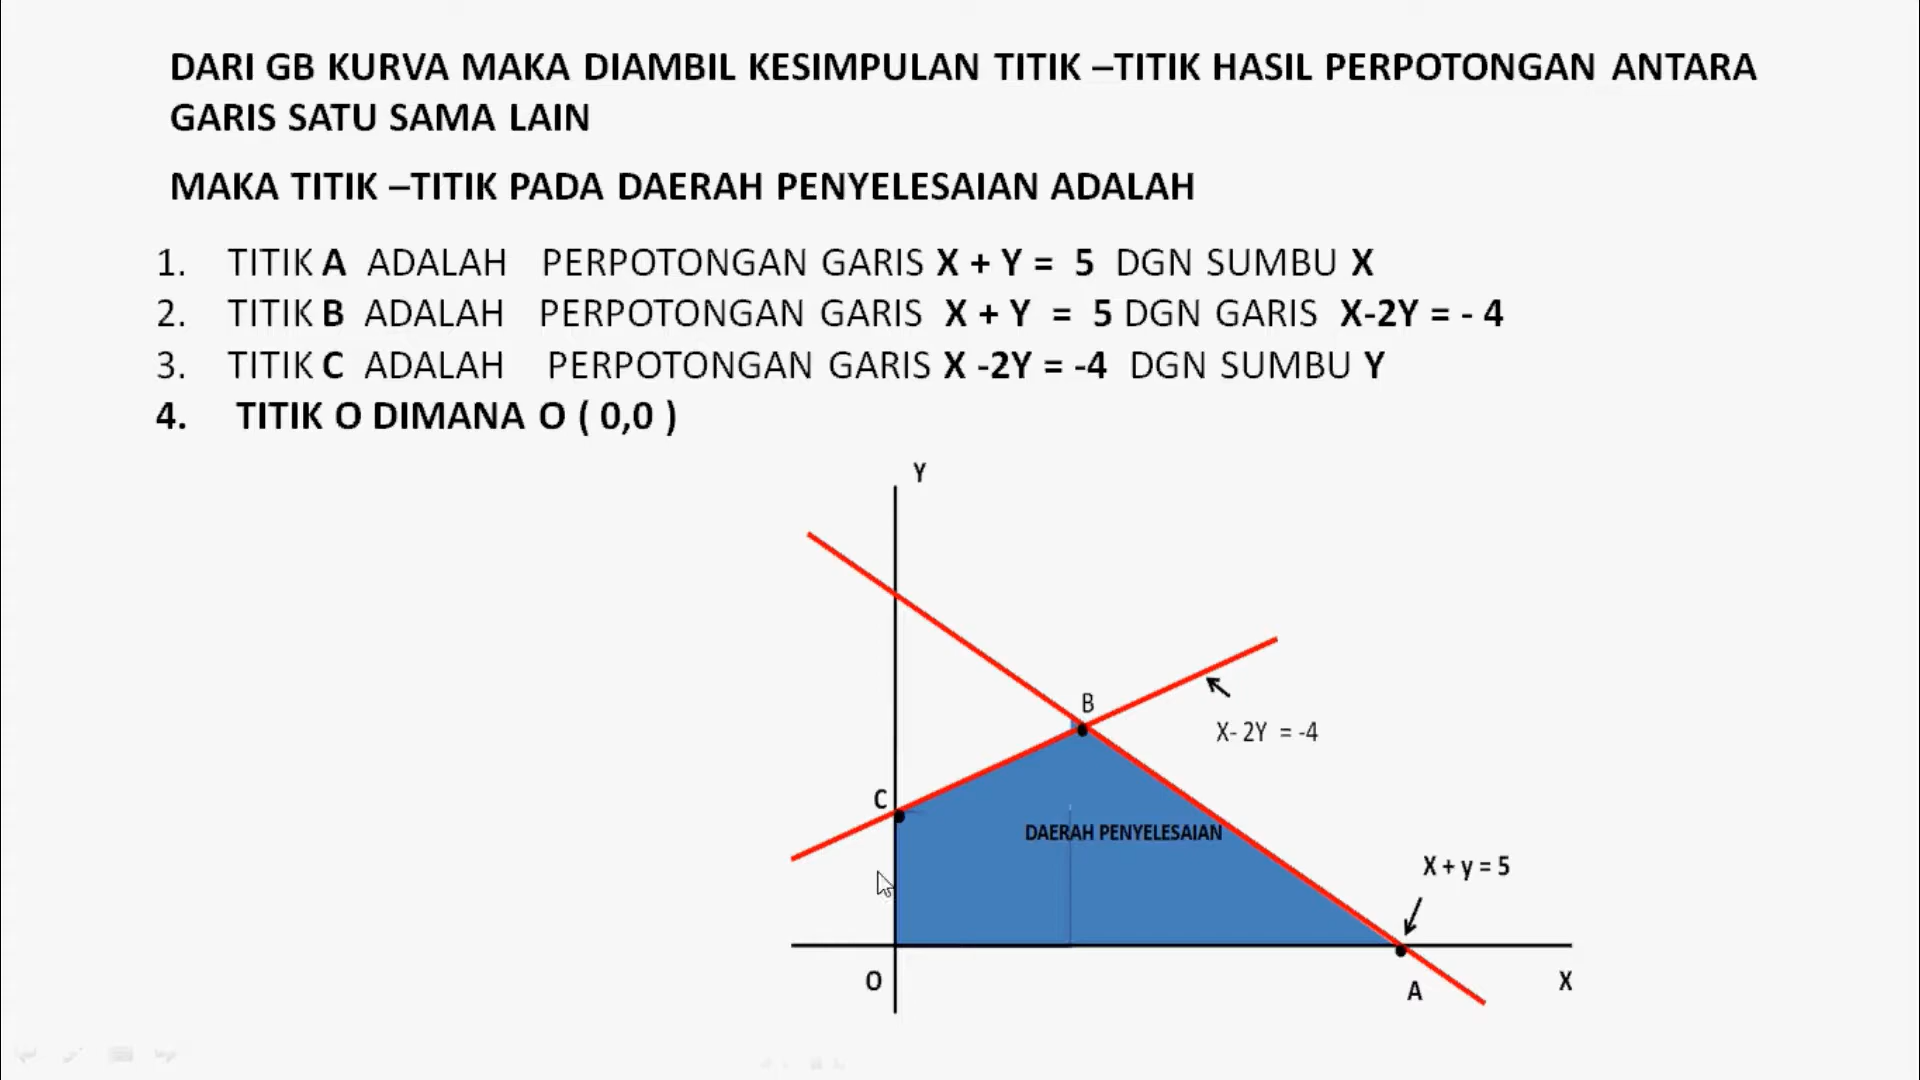 DARI GB KURVA MAKA DIAMBIL KESIMPULAN TITIK –TITIK HASIL PERPOTONGAN ANTARA
GARIS SATU SAMA LAIN
MAKA TITIK –TITIK PADA DAERAH PENYELESAIAN ADALAH
1. TITIK A ADALAH PERPOTONGAN GARIS X + Y = 5 DGN SUMBU X
2. TITIK B ADALAH PERPOTONGAN GARIS X + Y = 5 DGN GARIS X-2Y = - 4
3. TITIK C ADALAH PERPOTONGAN GARIS X -2Y = -4 DGN SUMBU Y
4. TITIK O DIMANA O ( 0,0 )
Y
B
X- 2Y = -4
C
DAERAH PENYELESAIAN
X + y = 5
O
A
X